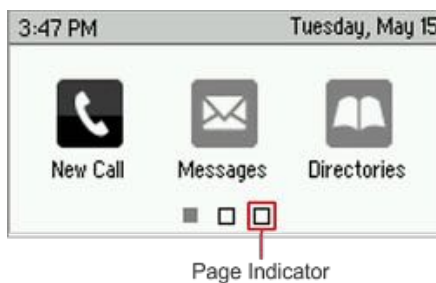 3:47 PM Tuesday, May 15
New Call Messages Directories
Page Indicator